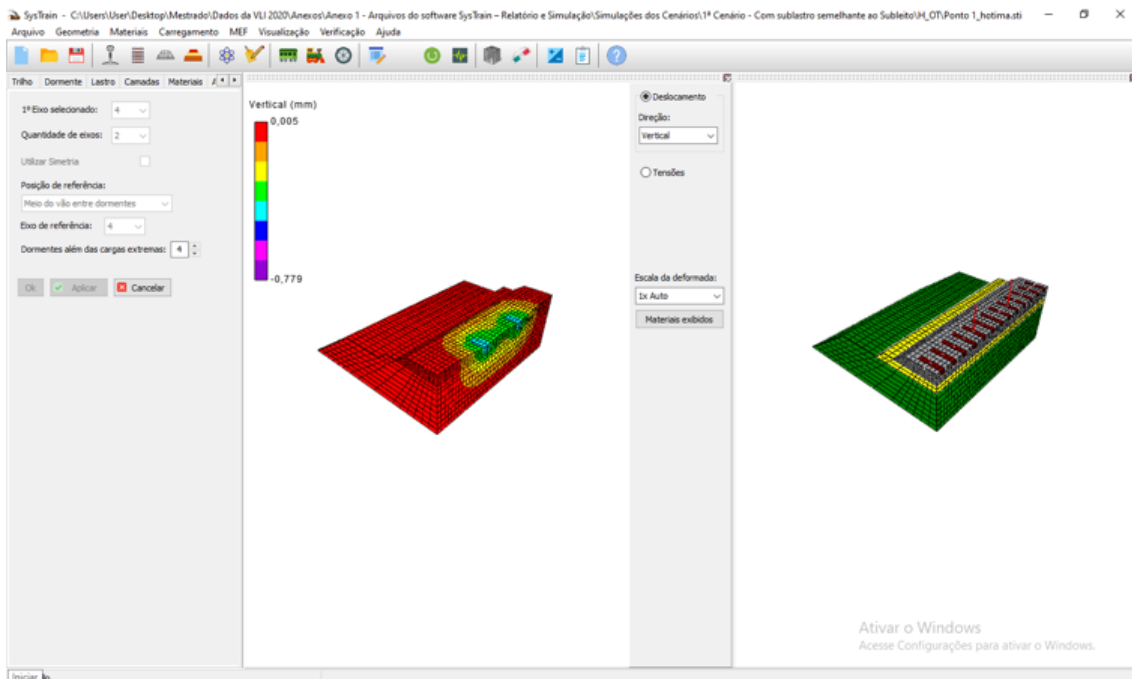 SysTrain - C:\Users\User\Desktop\Mestrado\Dados da VLI 2020\Anexos\Anexo 1 - Arquivos do software SysTrain – Relatório e Simulação\Simulações dos Cenários\1º Cenário - Com sublastro semelhante ao Subleito\H_OT\Ponto 1_hotima.sti
Arquivo Geometria Materiais Carregamento MEF Visualização Verificação Ajuda
Trilho Dormente Lastro Camadas Materiais
1º Eixo selecionado: 4
Quantidade de eixos: 2
Utilizar Simetria
Posição de referência:
Meio do vão entre dormentes
Eixo de referência: 4
Dormentes além das cargas extremas: 4
Ok Aplicar Cancelar
Vertical (mm)
0,005
-0,779
Deslocamento
Direção:
Vertical
Tensões
Escala da deformada:
1x Auto
Materiais exibidos
Ativar o Windows
Acesse Configurações para ativar o Windows.
Iniciar